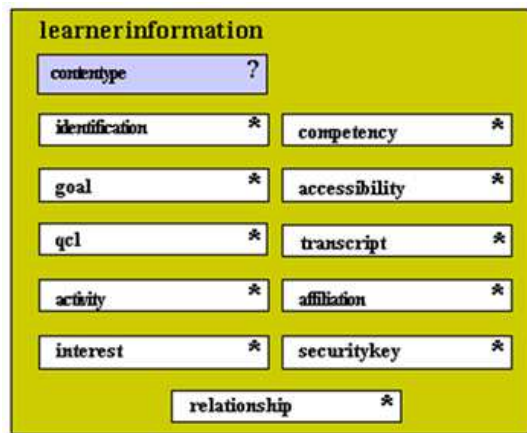 learnerinformation
contentype ?
identification *
competency *
goal *
accessibility *
qcl *
transcript *
activity *
affiliation *
interest *
securitykey *
relationship *